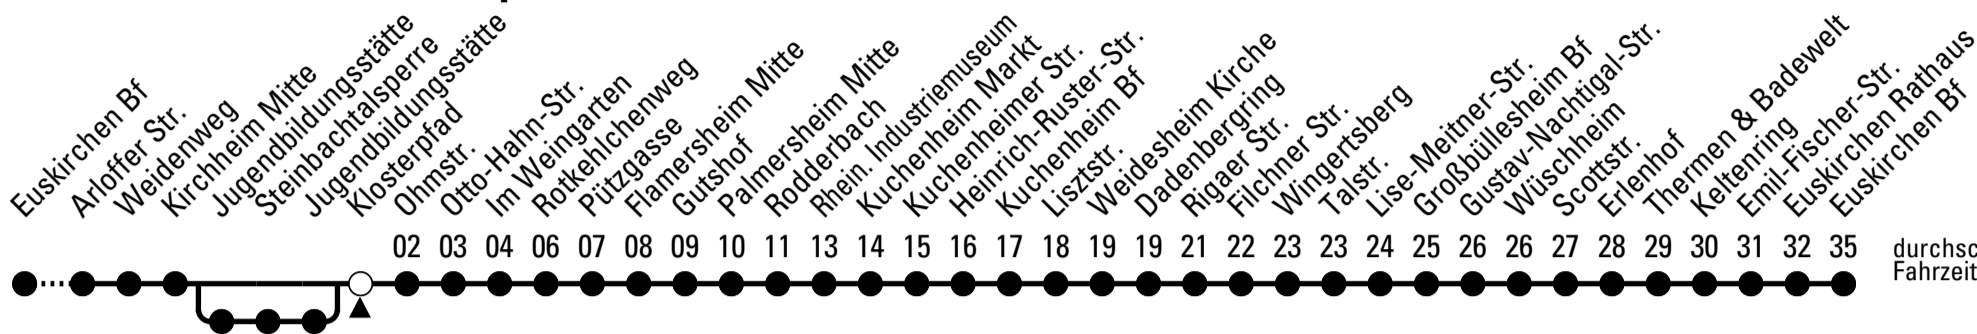 Euskirchen Bf
Arloffer Str.
Weidenweg
Kirchheim Mitte
Jugendbildungsstätte
Steinbachtalsperre
Jugendbildungsstätte
Klosterpfad
Ohmstr.
Otto-Hahn-Str.
Im Weingarten
Rotkehlchenweg
Pützgasse
Flamersheim Mitte
Gutshof
Palmersheim Mitte
Rodderbach
Rhein. Industriemuseum
Kuchenheim Markt
Kuchenheimer Str.
Heinrich-Ruster-Str.
Kuchenheim Bf
Lisztstr.
Weidesheim Kirche
Dadenbergring
Rigaer Str.
Filchner Str.
Wingertsberg
Talstr.
Lise-Meitner-Str.
Großbüllesheim Bf
Gustav-Nachtigal-Str.
Wüschheim
Scottstr.
Erlenhof
Thermen & Badewelt
Keltenring
Emil-Fischer-Str.
Euskirchen Rathaus
Euskirchen Bf
02 03 04 06 07 08 09 10 11 13 14 15 16 17 18 19 19 21 22 23 23 24 25 26 26 27 28 29 30 31 32 35
durchsc
Fahrzeit